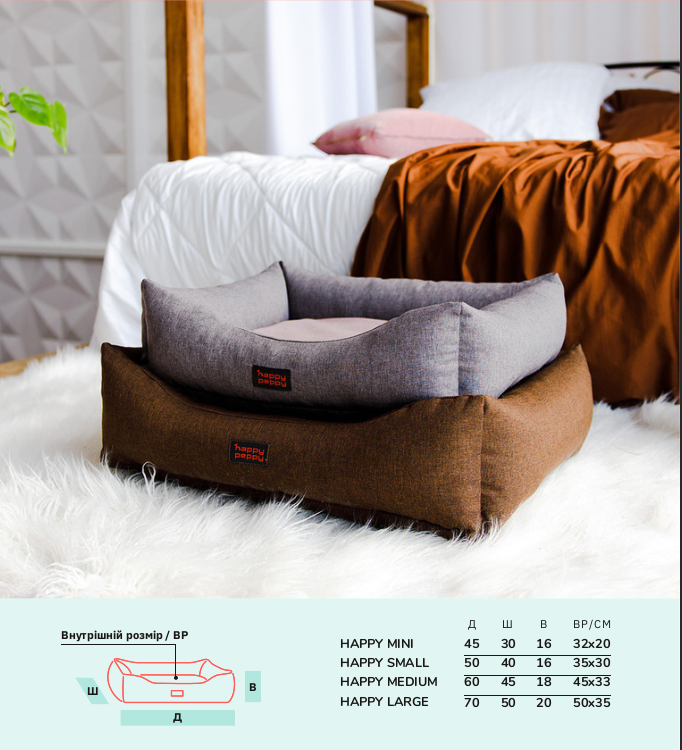 happy
peppy
happy
peppy
Внутрішній розмір / ВР
Ш
В
Д
Д Ш В ВР/СМ
HAPPY MINI 45 30 16 32x20
HAPPY SMALL 50 40 16 35x30
HAPPY MEDIUM 60 45 18 45x33
HAPPY LARGE 70 50 20 50x35